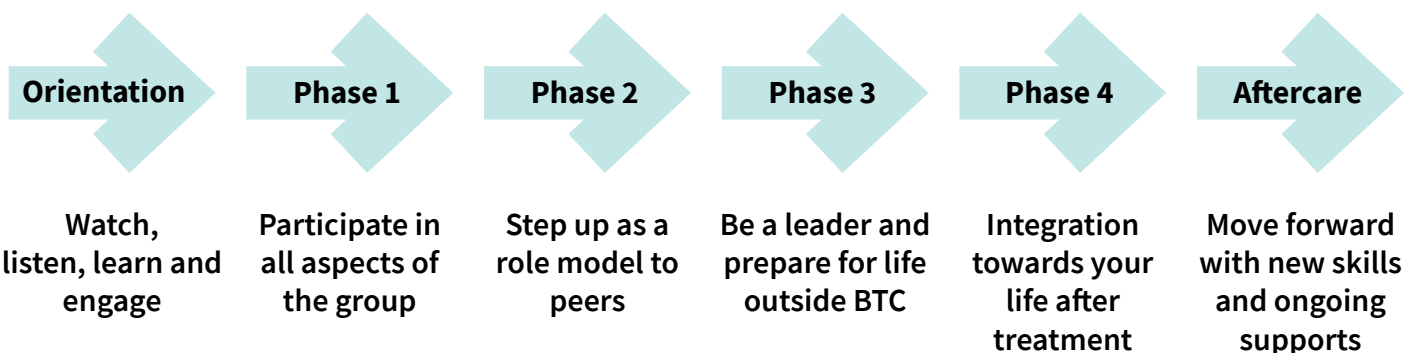 Orientation
Phase 1
Phase 2
Phase 3
Phase 4
Aftercare
Watch,
listen, learn and
engage
Participate in
all aspects of
the group
Step up as a
role model to
peers
Be a leader and
prepare for life
outside BTC
Integration
towards your
life after
treatment
Move forward
with new skills
and ongoing
supports